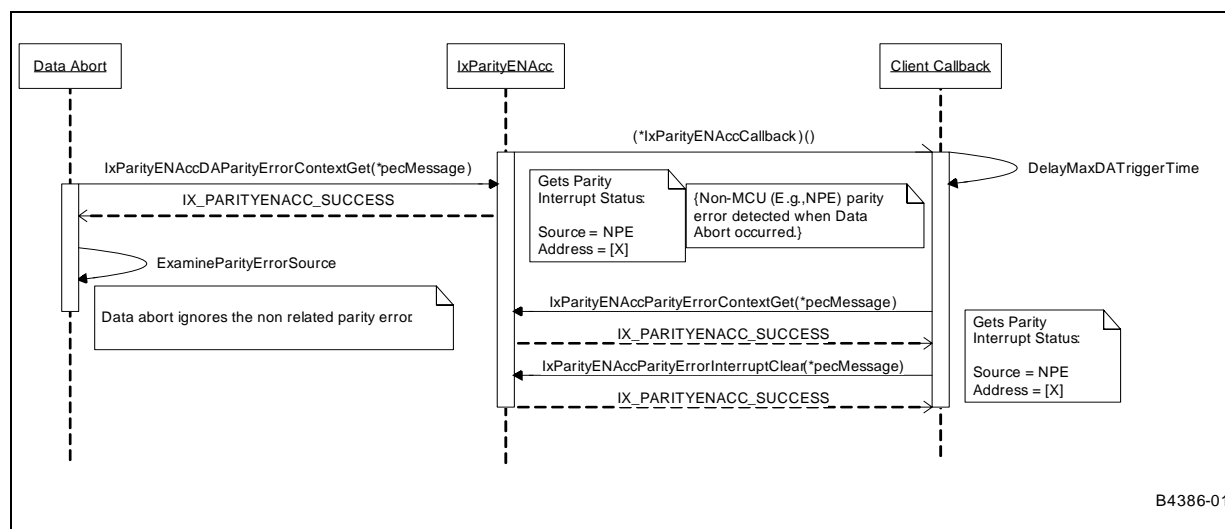 Data Abort
IxParityENAcc
Client Callback
(*IxParityENAccCallback)()
IxParityENAccDAParityErrorContextGet(*pecMessage)
DelayMaxDATriggerTime
IX_PARITYENACC_SUCCESS
Gets Parity
Interrupt Status:
Source = NPE
Address = [X]
{Non-MCU (E.g.,NPE) parity
error detected when Data
Abort occurred.}
ExamineParityErrorSource
Data abort ignores the non related parity error.
IxParityENAccParityErrorContextGet(*pecMessage)
IX_PARITYENACC_SUCCESS
IxParityENAccParityErrorInterruptClear(*pecMessage)
IX_PARITYENACC_SUCCESS
Gets Parity
Interrupt Status:
Source = NPE
Address = [X]
B4386-01